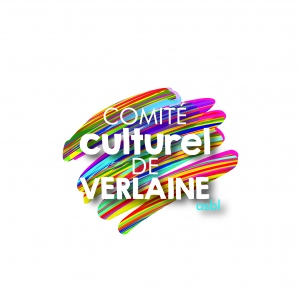 COMITÉ
culturel
DE
VERLAINE
asbl